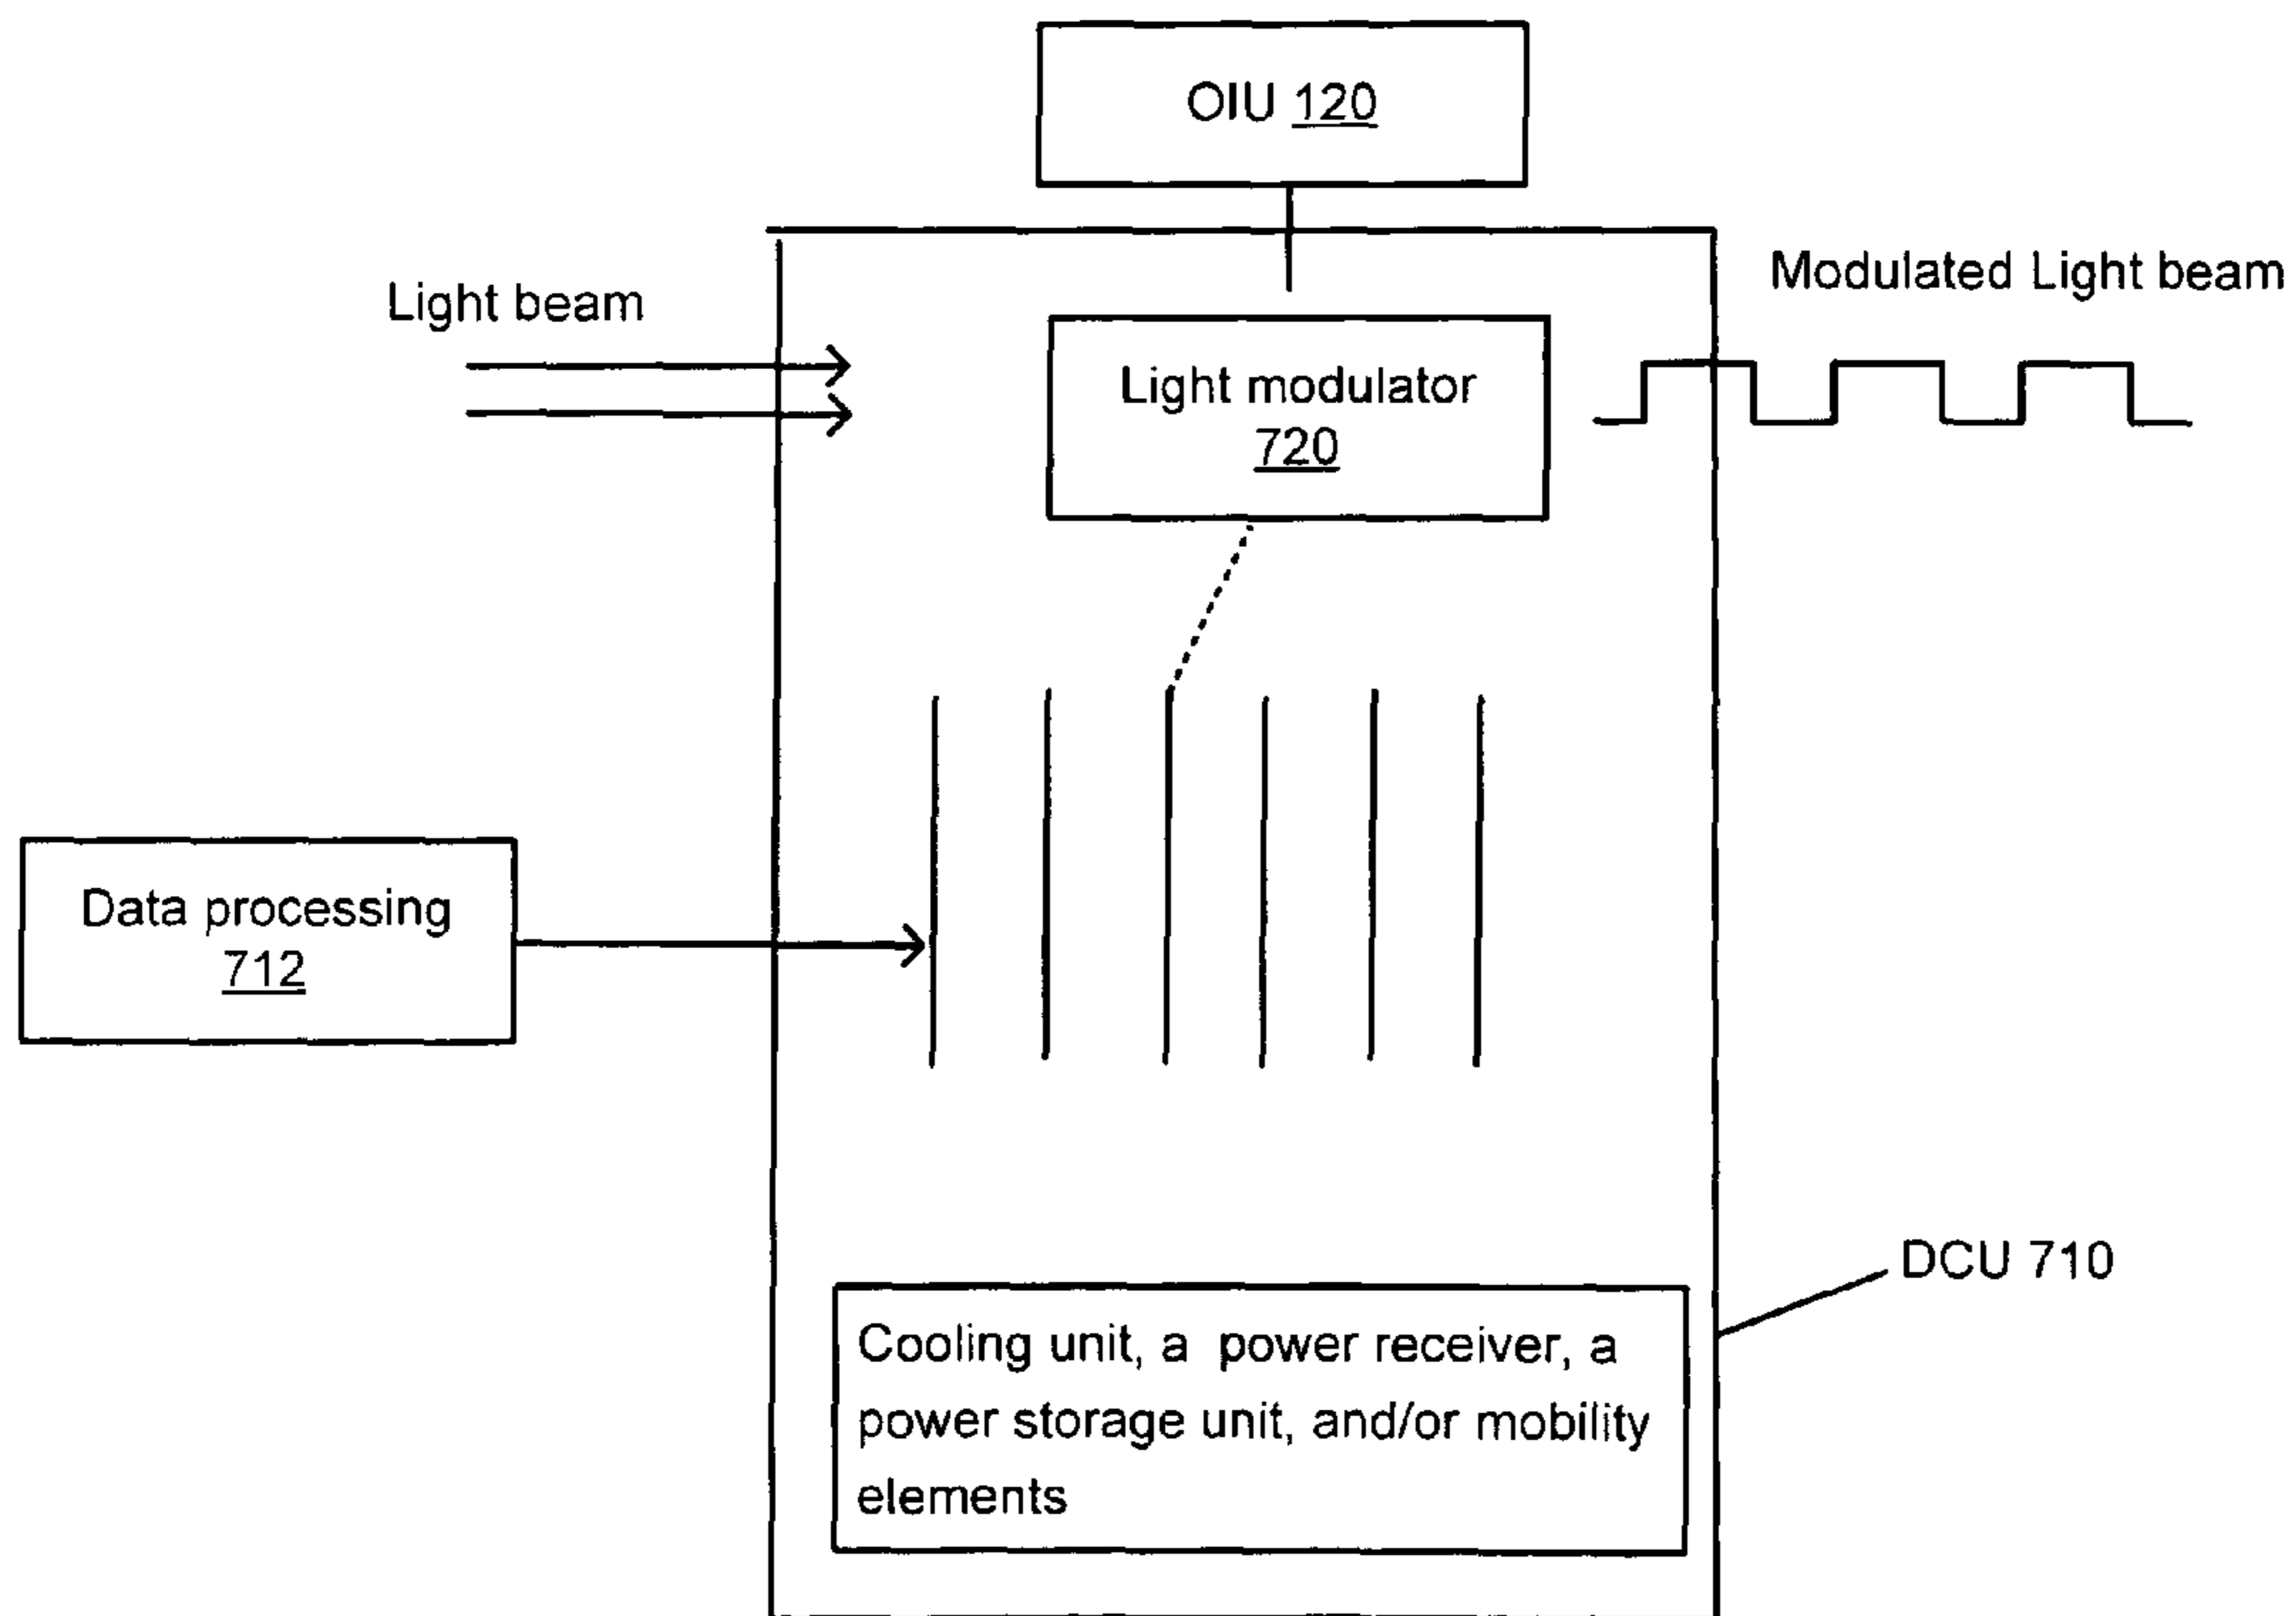 OIU 120
Light beam
Modulated Light beam
Light modulator
720
Data processing
712
DCU 710
Cooling unit, a power receiver, a
power storage unit, and/or mobility
elements